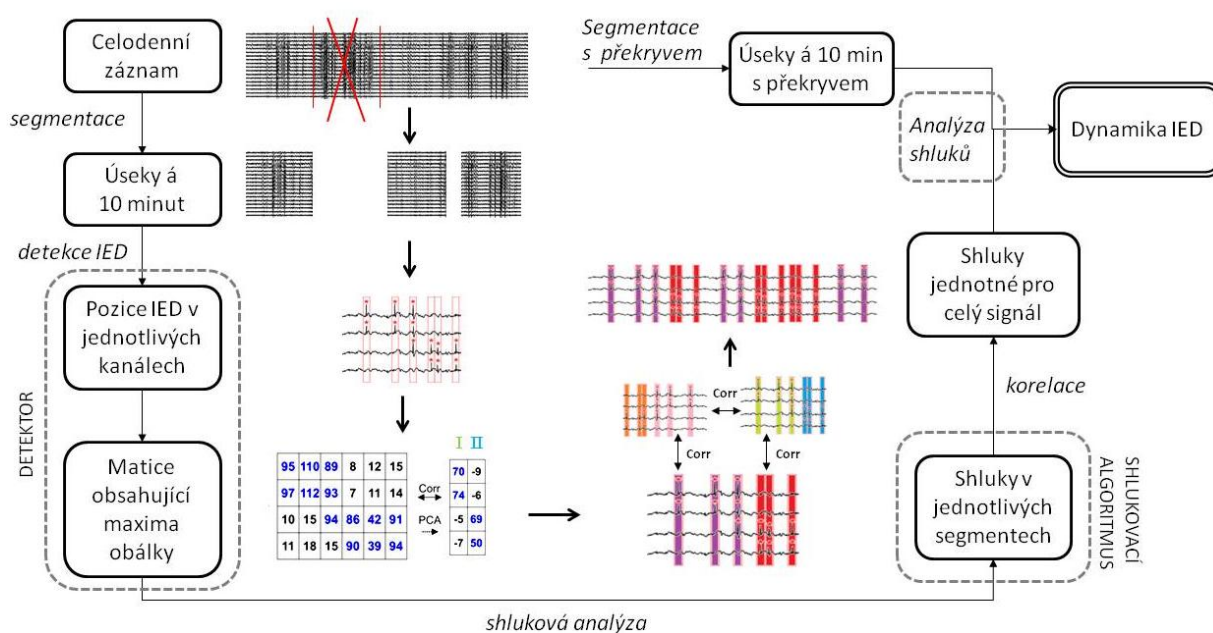 Celodenní
záznam
segmentace
Úseky á
10 minut
detekce IED
Pozice IED v
jednotlivých
kanálech
Matice
obsahující
maxima
obálky
DETEKTOR
95 110 89 8 12 15
97 112 93 7 11 14
10 15 94 86 42 91
11 18 15 90 39 94
Corr
PCA
I II
70 -9
74 -6
-5 69
-7 50
Corr
Corr
Corr
shluková analýza
Shluky v
jednotlivých
segmentech
SHLUKOVACÍ
ALGORITMUS
korelace
Shluky
jednotné pro
celý signál
Analýza
shluků
Segmentace
s překryvem
Úseky á 10 min
s překryvem
Dynamika IED